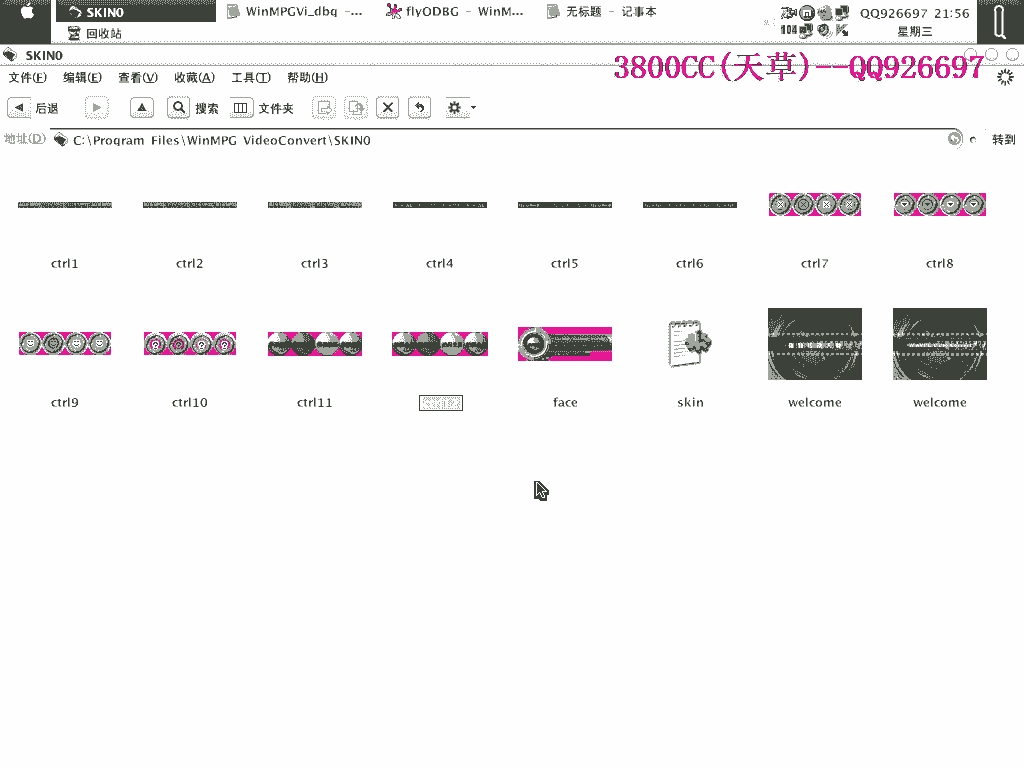 SKIN0
WinMPGVi_dbg -...
flyODBG - WinM...
无标题 - 记事本
QQ926697 21:56
回收站
104
星期三
SKIN0
3800CC(天草)--QQ926697
文件(F) 编辑(E) 查看(V) 收藏(A) 工具(T) 帮助(H)
后退 搜索 文件夹
地址(D) C:\Program Files\WinMPG VideoConvert\SKIN0 转到
ctrl1 ctrl2 ctrl3 ctrl4 ctrl5 ctrl6 ctrl7 ctrl8
ctrl9 ctrl10 ctrl11 face skin welcome welcome